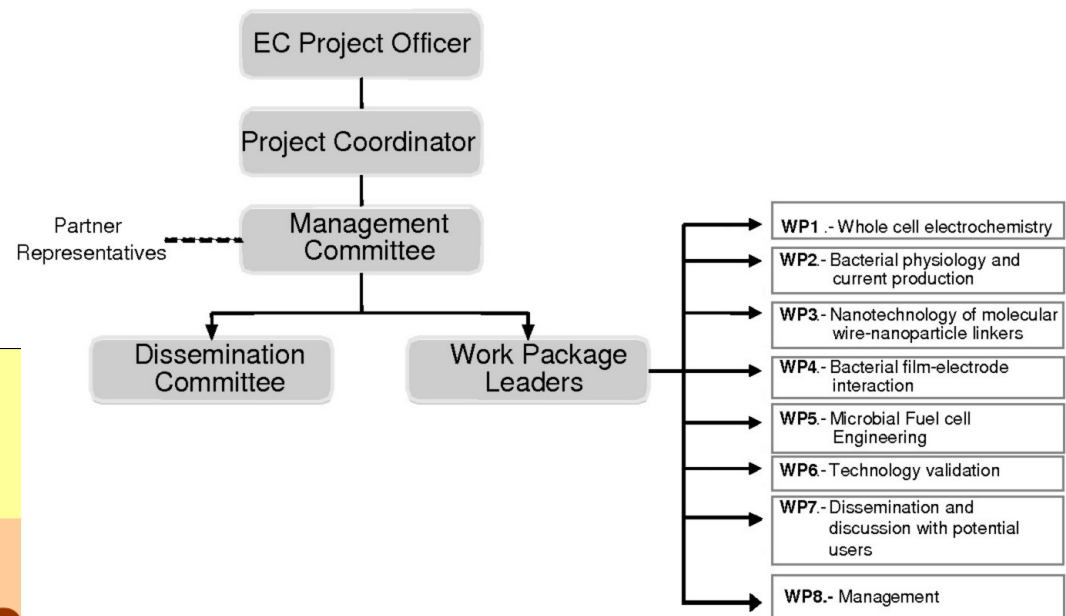 EC Project Officer
Project Coordinator
Partner
Representatives
Management
Committee
Dissemination
Committee
Work Package
Leaders
WP1 .- Whole cell electrochemistry
WP2.- Bacterial physiology and
current production
WP3.- Nanotechnology of molecular
wire-nanoparticle linkers
WP4.- Bacterial film-electrode
interaction
WP5.- Microbial Fuel cell
Engineering
WP6.- Technology validation
WP7.- Dissemination and
discussion with potential
users
WP8.- Management